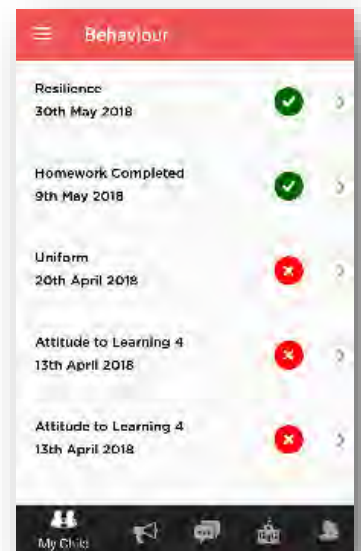 Behaviour
Resilience
30th May 2018
Homework Completed
9th May 2018
Uniform
20th April 2018
Attitude to Learning 4
13th April 2018
Attitude to Learning 4
13th April 2018
My Child